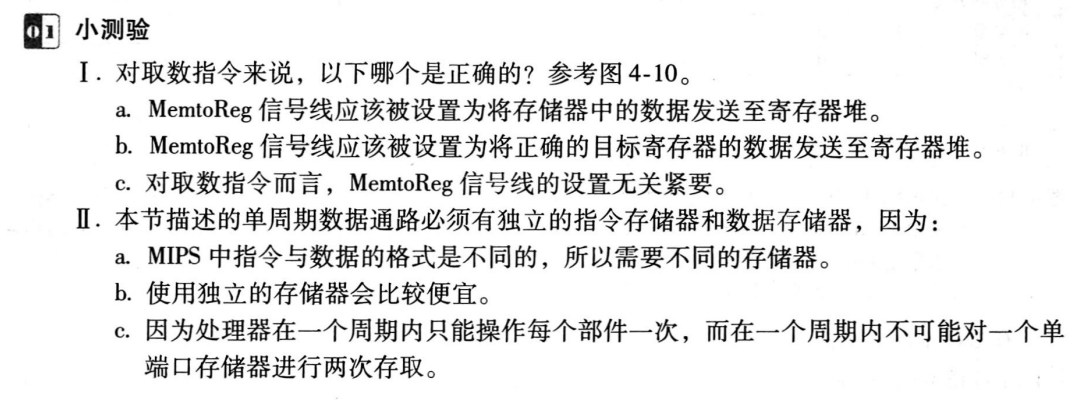 01 小测验
Ⅰ. 对取数指令来说，以下哪个是正确的？参考图 4-10。
a. MemtoReg 信号线应该被设置为将存储器中的数据发送至寄存器堆。
b. MemtoReg 信号线应该被设置为将正确的目标寄存器的数据发送至寄存器堆。
c. 对取数指令而言，MemtoReg 信号线的设置无关紧要。
Ⅱ. 本节描述的单周期数据通路必须有独立的指令存储器和数据存储器，因为：
a. MIPS 中指令与数据的格式是不同的，所以需要不同的存储器。
b. 使用独立的存储器会比较便宜。
c. 因为处理器在一个周期内只能操作每个部件一次，而在一个周期内不可能对一个单
端口存储器进行两次存取。